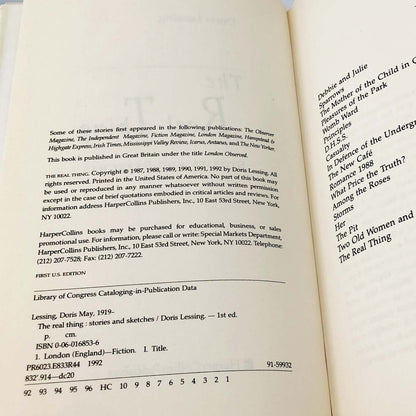 Some of these stories first appeared in the following publications: The Observer
Magazine, The Independent Magazine, Fiction Magazine, London Magazine, Hampstead &
Highgate Express, Irish Times, Mississippi Valley Review, Icarus, Antaeus, and The New Yorker.
This book is published in Great Britain under the title London Observed.
THE REAL THING. Copyright © 1987, 1988, 1989, 1990, 1991, 1992, by Doris Lessing. All
rights reserved. Printed in the United States of America. No part of this book may
be used or reproduced in any manner whatsoever without written permission
except in the case of brief quotations embodied in critical articles and reviews. For
information address HarperCollins Publishers, Inc., 10 East 53rd Street, New York,
NY 10022.
HarperCollins books may be purchased for educational, business, or sales
promotional use. For information, please call or write: Special Markets Department,
HarperCollins Publishers, Inc., 10 East 53rd Street, New York, NY 10022. Telephone:
(212) 207-7528; Fax: (212) 207-7222.
FIRST U.S. EDITION
Library of Congress Cataloging-in-Publication Data
Lessing, Doris May, 1919–
The real thing : stories and sketches / Doris Lessing. — 1st ed.
p. cm.
ISBN 0-06-016853-6
1. London (England)—Fiction. I. Title.
PR6023.E833R44 1992
823'.914—dc20 91-59932
92 93 94 95 96 HC 10 9 8 7 6 5 4 3 2 1
Debbie and Julie
Sparrows
The Mother of the Child in
Pleasures of the Park
Womb Ward
Principles
D.H.S.S.
Casualty
In Defence of the Undergr
The New Café
Romance 1988
What Price the Truth?
Among the Roses
Storms
Her
The Pit
Two Old Women and
The Real Thing